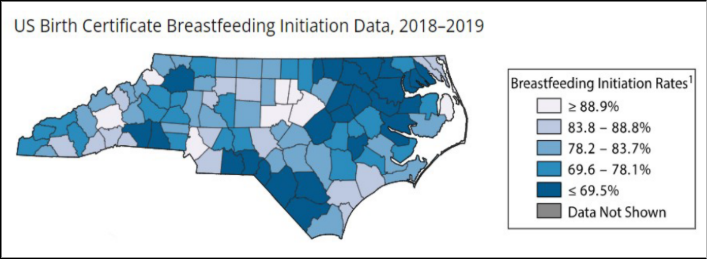 US Birth Certificate Breastfeeding Initiation Data, 2018–2019
Breastfeeding Initiation Rates¹
≥ 88.9%
83.8 – 88.8%
78.2 – 83.7%
69.6 – 78.1%
≤ 69.5%
Data Not Shown